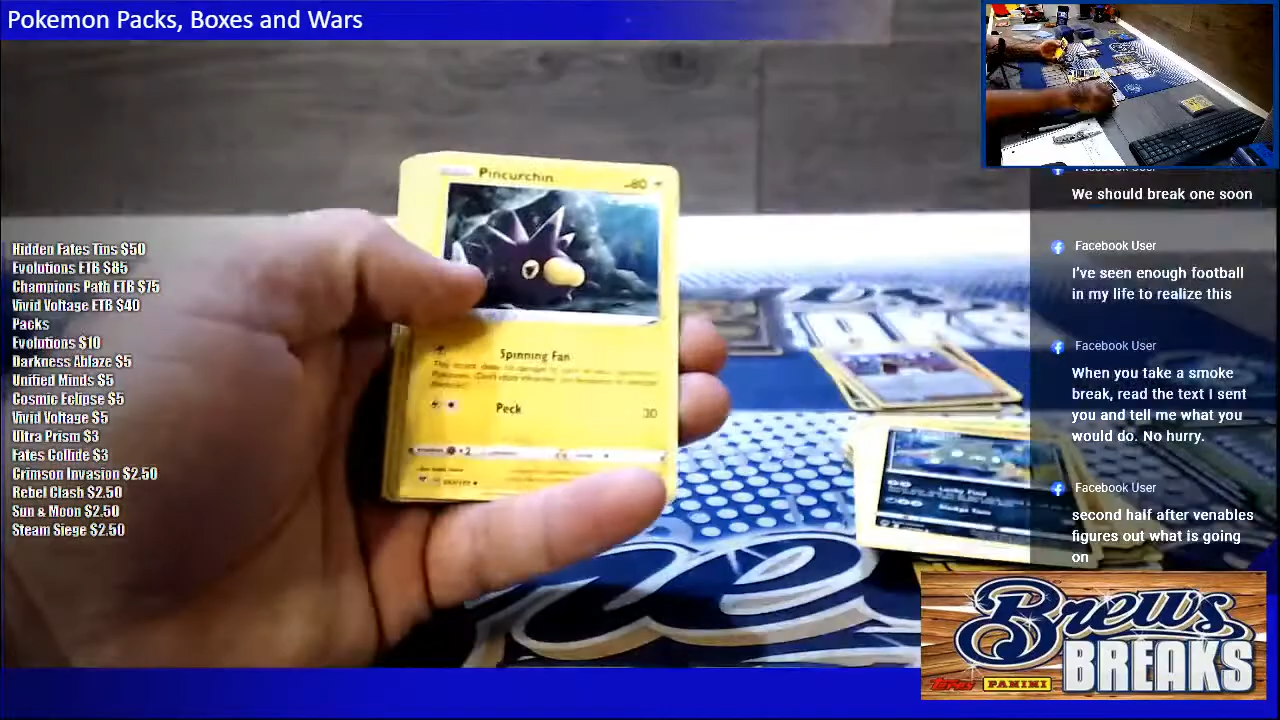 Pokemon Packs, Boxes and Wars
Pincurchin
80
Spinning Fan
Peck
30
Hidden Fates Tins $50
Evolutions ETB $85
Champions Path ETB $75
Vivid Voltage ETB $40
Packs
Evolutions $10
Darkness Ablaze $5
Unified Minds $5
Cosmic Eclipse $5
Vivid Voltage $5
Ultra Prism $3
Fates Collide $3
Crimson Invasion $2.50
Rebel Clash $2.50
Sun & Moon $2.50
Steam Siege $2.50
We should break one soon
Facebook User
I've seen enough football
in my life to realize this
Facebook User
When you take a smoke
break, read the text I sent
you and tell me what you
would do. No hurry.
Facebook User
second half after venables
figures out what is going
on
Brews
BREAKS
Topps PANINI